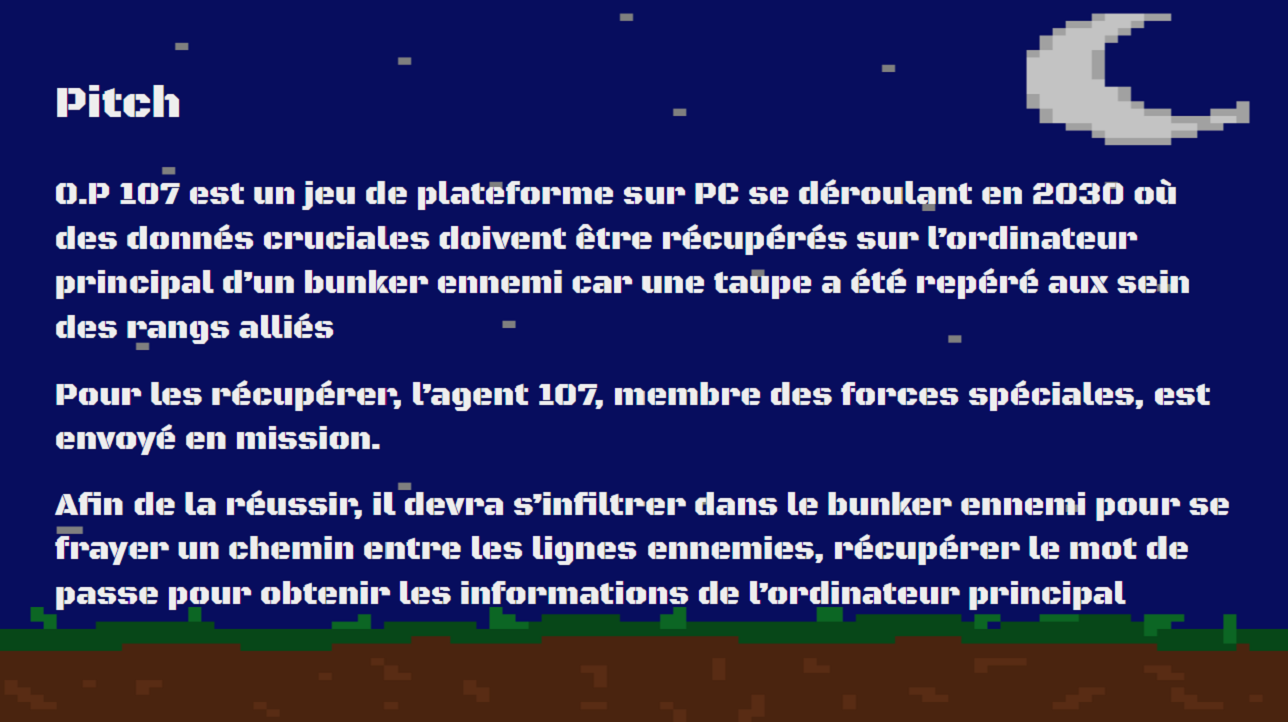 Pitch
O.P 107 est un jeu de plateforme sur PC se déroulant en 2030 où
des donnés cruciales doivent être récupérés sur l'ordinateur
principal d'un bunker ennemi car une taupe a été repéré aux sein
des rangs alliés
Pour les récupérer, l'agent 107, membre des forces spéciales, est
envoyé en mission.
Afin de la réussir, il devra s'infiltrer dans le bunker ennemi pour se
frayer un chemin entre les lignes ennemies, récupérer le mot de
passe pour obtenir les informations de l'ordinateur principal